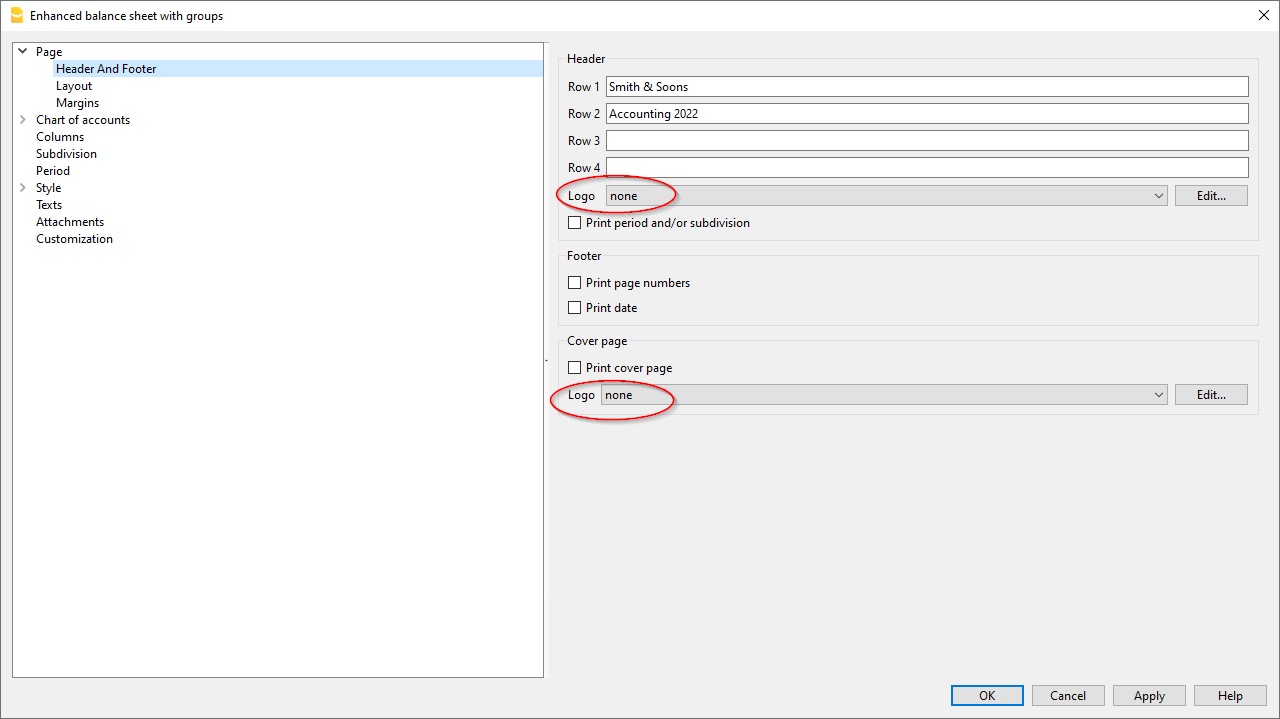 Enhanced balance sheet with groups
Page
Header And Footer
Layout
Margins
Chart of accounts
Columns
Subdivision
Period
Style
Texts
Attachments
Customization
Header
Row 1 Smith & Soons
Row 2 Accounting 2022
Row 3
Row 4
Logo none Edit...
Print period and/or subdivision
Footer
Print page numbers
Print date
Cover page
Print cover page
Logo none Edit...
OK Cancel Apply Help